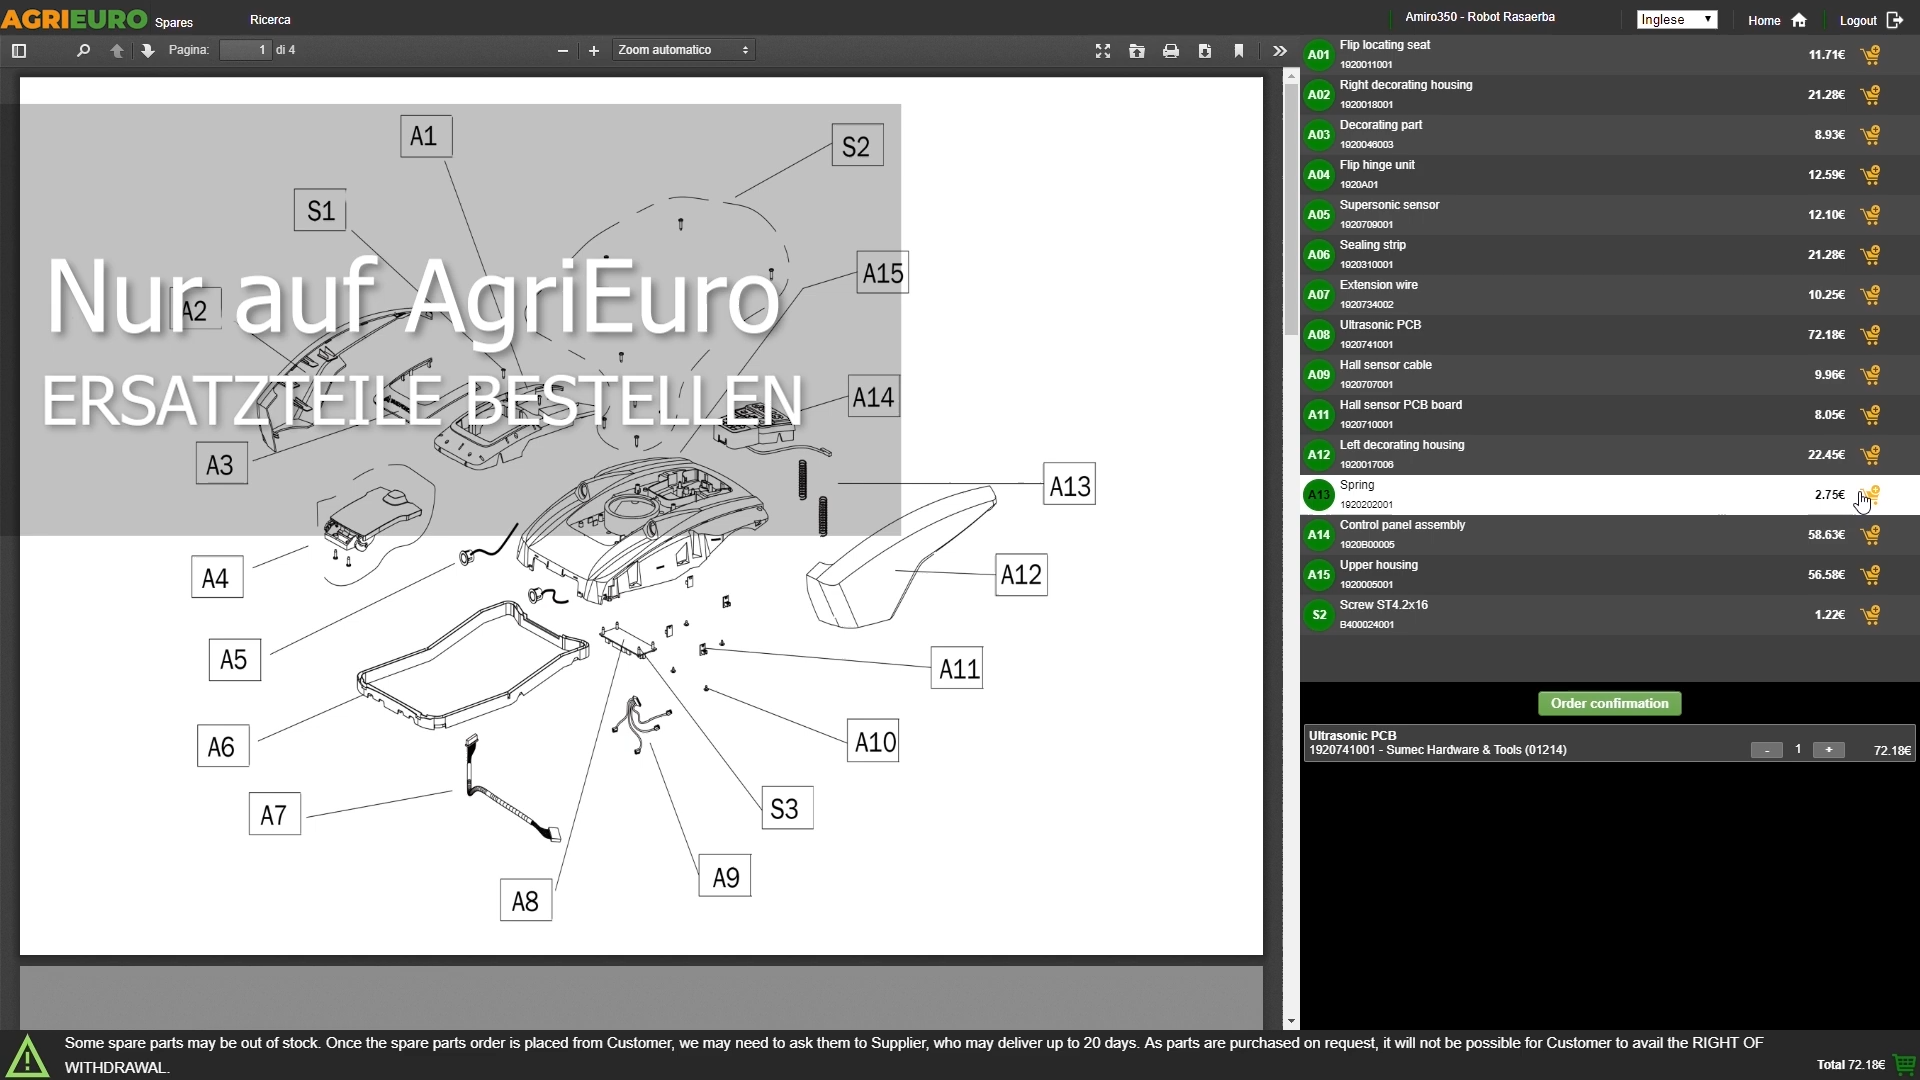 AGRIEURO Spares
Ricerca
Amiro350 - Robot Rasaerba
Inglese
Home
Logout
Pagina: 1 di 4
Zoom automatico
A1
S2
S1
A15
A2
Nur auf AgriEuro
ERSATZTEILE BESTELLEN
A14
A3
A13
A4
A12
A5
A11
A6
A10
A7
S3
A9
A8
A01 Flip locating seat 11.71€
1920011001
A02 Right decorating housing 21.28€
1920018001
A03 Decorating part 8.93€
1920046003
A04 Flip hinge unit 12.59€
1920A01
A05 Supersonic sensor 12.10€
1920709001
A06 Sealing strip 21.28€
1920310001
A07 Extension wire 10.25€
1920734002
A08 Ultrasonic PCB 72.18€
1920741001
A09 Hall sensor cable 9.96€
1920707001
A11 Hall sensor PCB board 8.05€
1920710001
A12 Left decorating housing 22.45€
1920017006
A13 Spring 2.75€
1920202001
A14 Control panel assembly 58.63€
1920B00005
A15 Upper housing 56.58€
1920005001
S2 Screw ST4.2x16 1.22€
B400024001
Order confirmation
Ultrasonic PCB
1920741001 - Sumec Hardware & Tools (01214) - 1 + 72.18€
Some spare parts may be out of stock. Once the spare parts order is placed from Customer, we may need to ask them to Supplier, who may deliver up to 20 days. As parts are purchased on request, it will not be possible for Customer to avail the RIGHT OF
WITHDRAWAL.
Total 72.18€